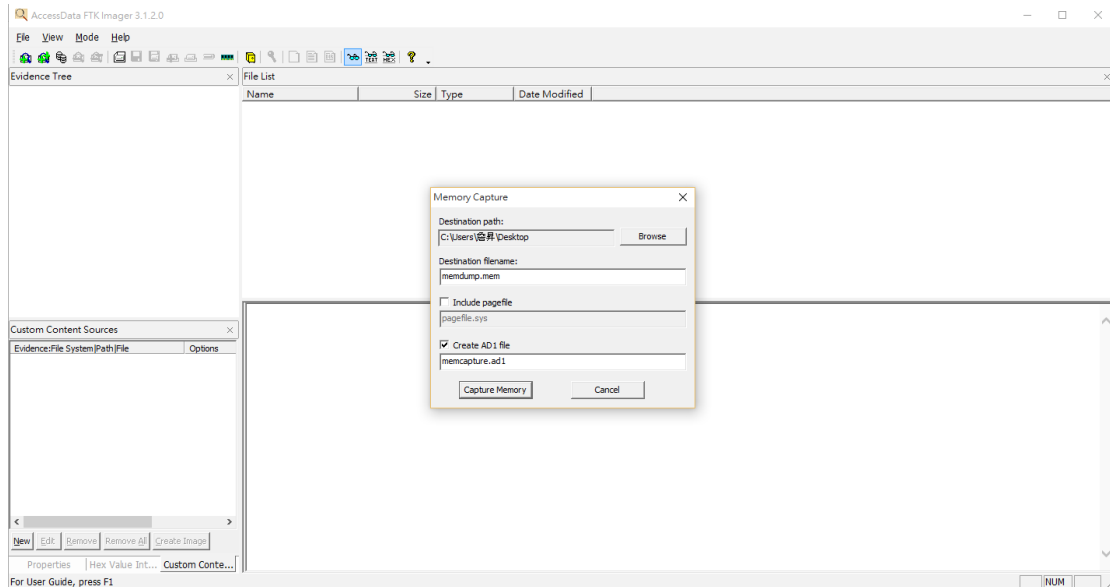 AccessData FTK Imager 3.1.2.0
File View Mode Help
Evidence Tree
File List
Name Size Type Date Modified
Memory Capture
Destination path:
C:\Users\詹昇\Desktop
Browse
Destination filename:
memdump.mem
Include pagefile
pagefile.sys
Create AD1 file
memcapture.ad1
Capture Memory Cancel
Custom Content Sources
Evidence:File System|Path|File Options
New Edit Remove Remove All Create Image
Properties Hex Value Int... Custom Conte...
For User Guide, press F1
NUM